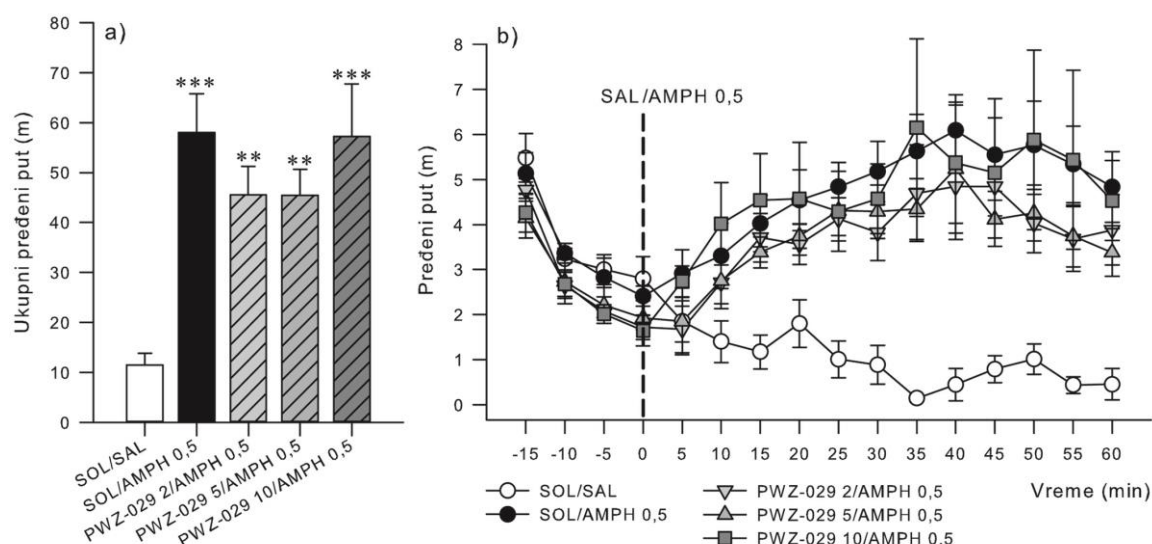 a)
Ukupni pređeni put (m)
80
70
60
50
40
30
20
10
0
***
**
**
***
SOL/SAL
SOL/AMPH 0,5
PWZ-029 2/AMPH 0,5
PWZ-029 5/AMPH 0,5
PWZ-029 10/AMPH 0,5
b)
Pređeni put (m)
8
7
6
5
4
3
2
1
0
SAL/AMPH 0,5
-15 -10 -5 0 5 10 15 20 25 30 35 40 45 50 55 60
Vreme (min)
SOL/SAL
SOL/AMPH 0,5
PWZ-029 2/AMPH 0,5
PWZ-029 5/AMPH 0,5
PWZ-029 10/AMPH 0,5